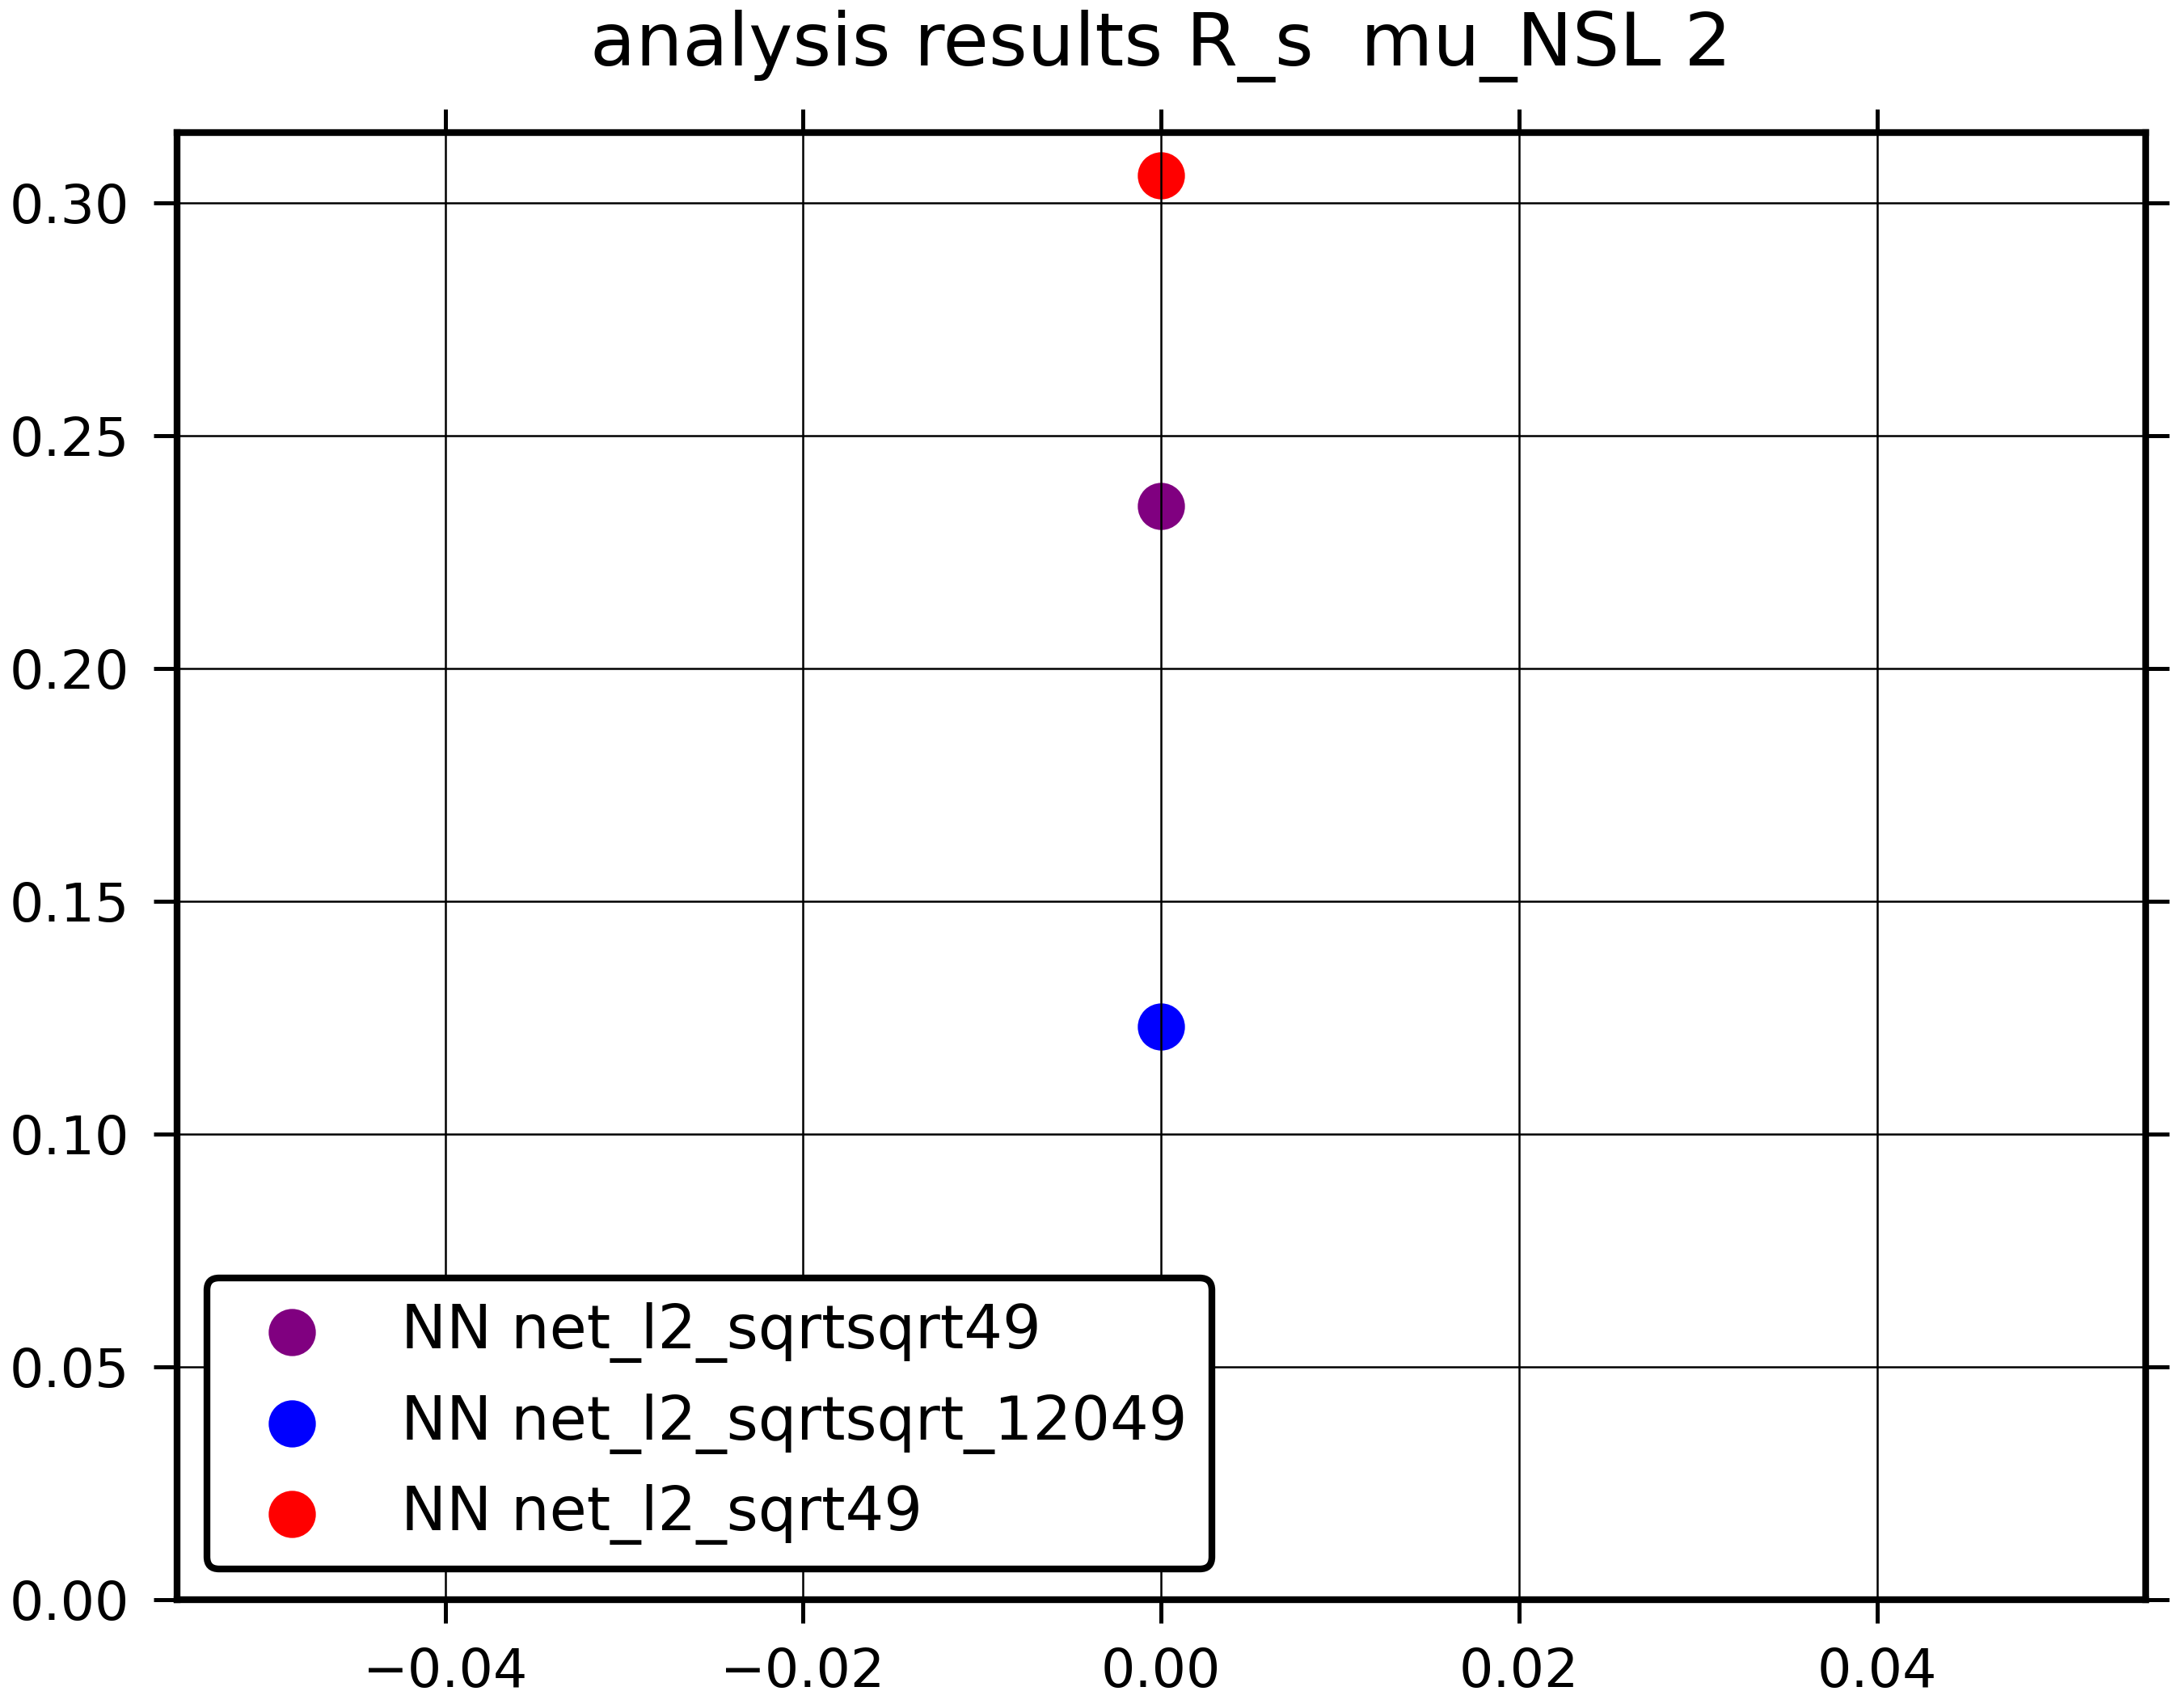 analysis results R_s  mu_NSL 2
0.30
0.25
0.20
0.15
0.10
0.05
0.00
NN net_l2_sqrtsqrt49
NN net_l2_sqrtsqrt_12049
NN net_l2_sqrt49
−0.04 −0.02 0.00 0.02 0.04